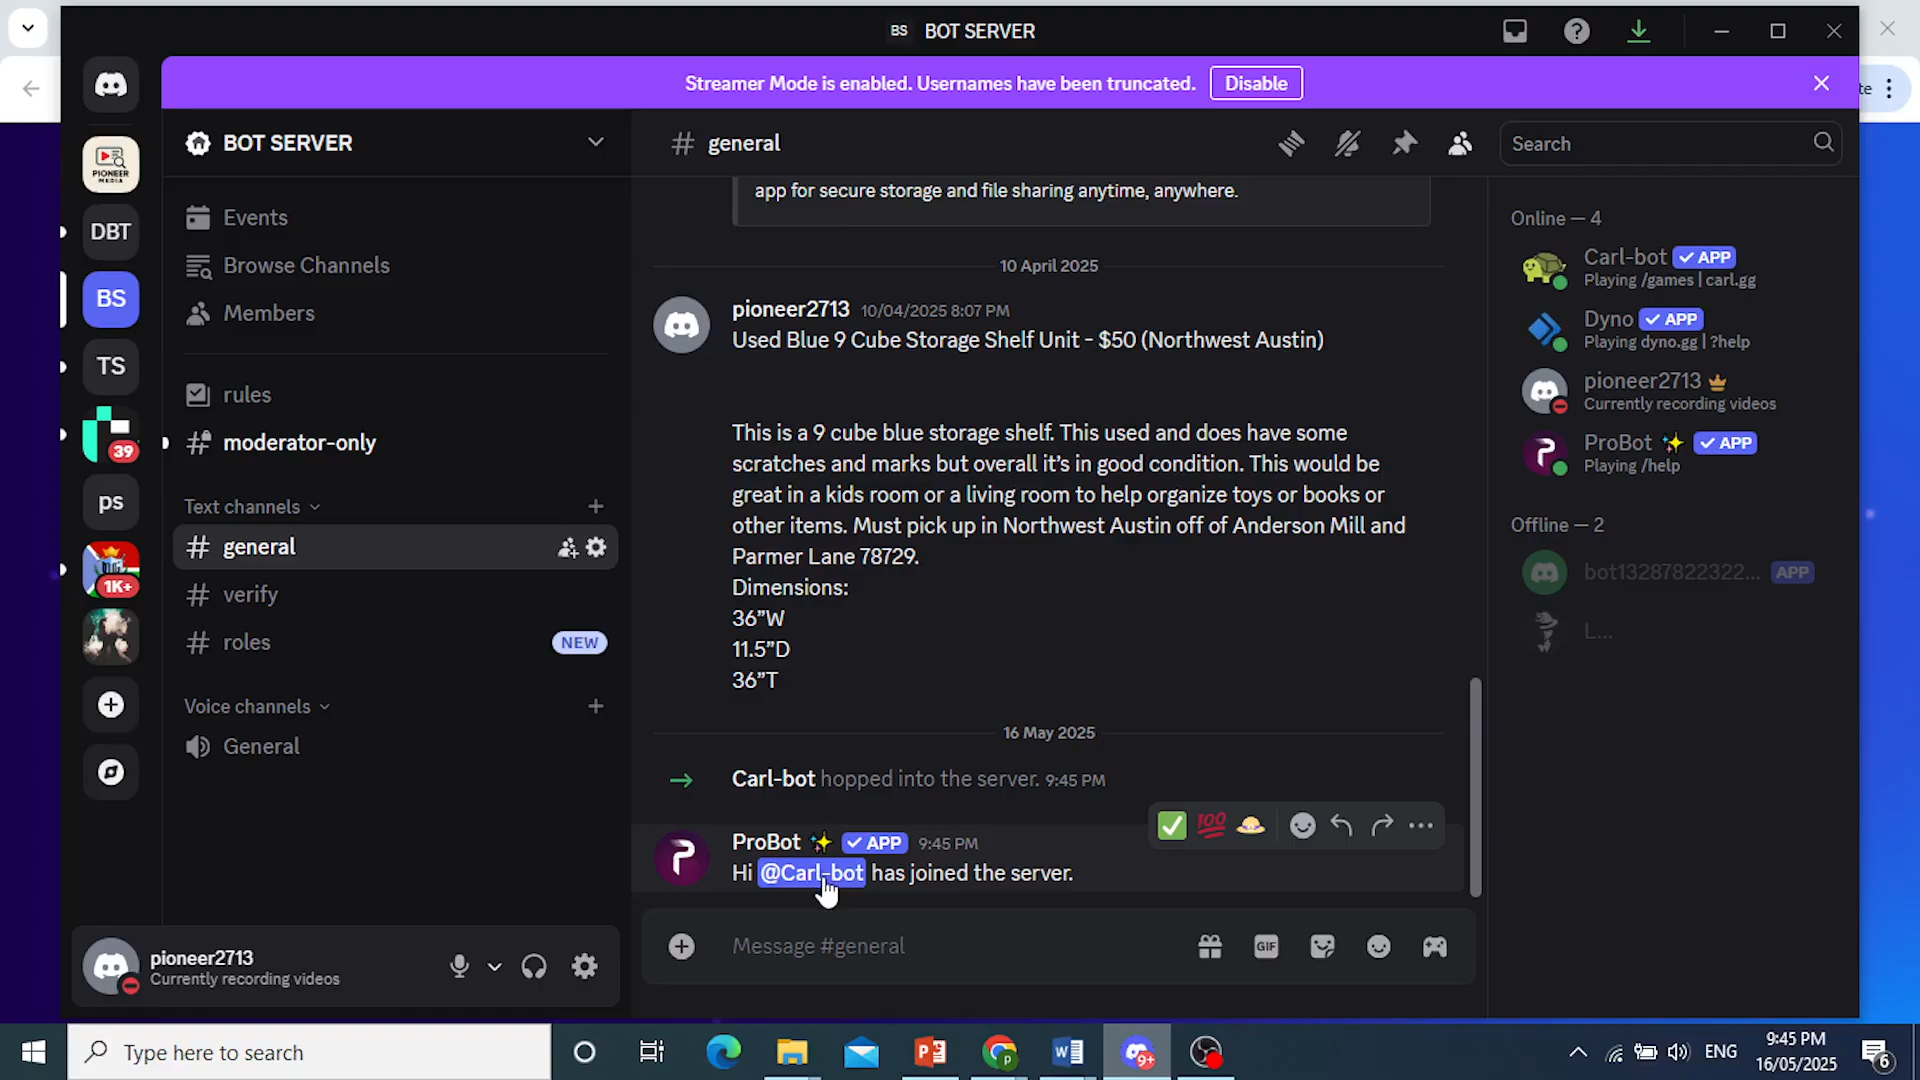 BS BOT SERVER
Streamer Mode is enabled. Usernames have been truncated. Disable
te
PIONEER
MEDIA
DBT
BS
TS
39
ps
1K+
BOT SERVER
Events
Browse Channels
Members
rules
moderator-only
Text channels
general
verify
roles NEW
Voice channels
General
pioneer2713
Currently recording videos
general
Search
app for secure storage and file sharing anytime, anywhere.
10 April 2025
pioneer2713 10/04/2025 8:07 PM
Used Blue 9 Cube Storage Shelf Unit - $50 (Northwest Austin)
This is a 9 cube blue storage shelf. This used and does have some
scratches and marks but overall it’s in good condition. This would be
great in a kids room or a living room to help organize toys or books or
other items. Must pick up in Northwest Austin off of Anderson Mill and
Parmer Lane 78729.
Dimensions:
36”W
11.5”D
36”T
16 May 2025
Carl-bot hopped into the server. 9:45 PM
100
ProBot APP 9:45 PM
Hi @Carl-bot has joined the server.
Message #general
GIF
Online — 4
Carl-bot APP
Playing /games | carl.gg
Dyno APP
Playing dyno.gg | ?help
pioneer2713
Currently recording videos
ProBot APP
Playing /help
Offline — 2
bot13287822322... APP
L...
Type here to search
9+
ENG
9:45 PM
16/05/2025
6